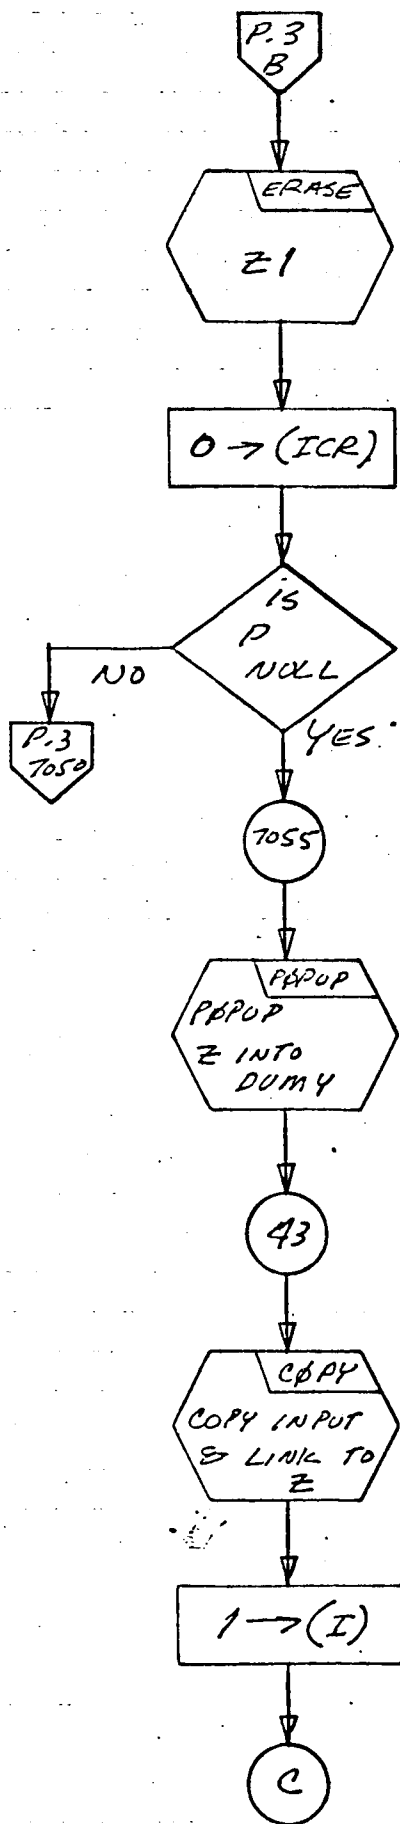 P.3
B
ERASE
Z1
0 → (ICR)
is
P
NULL
NO
YES
P.3
7050
7055
PØPUP
PØPUP
Z INTO
DUMY
43
CØPY
COPY INPUT
& LINK TO
Z
1 → (I)
C